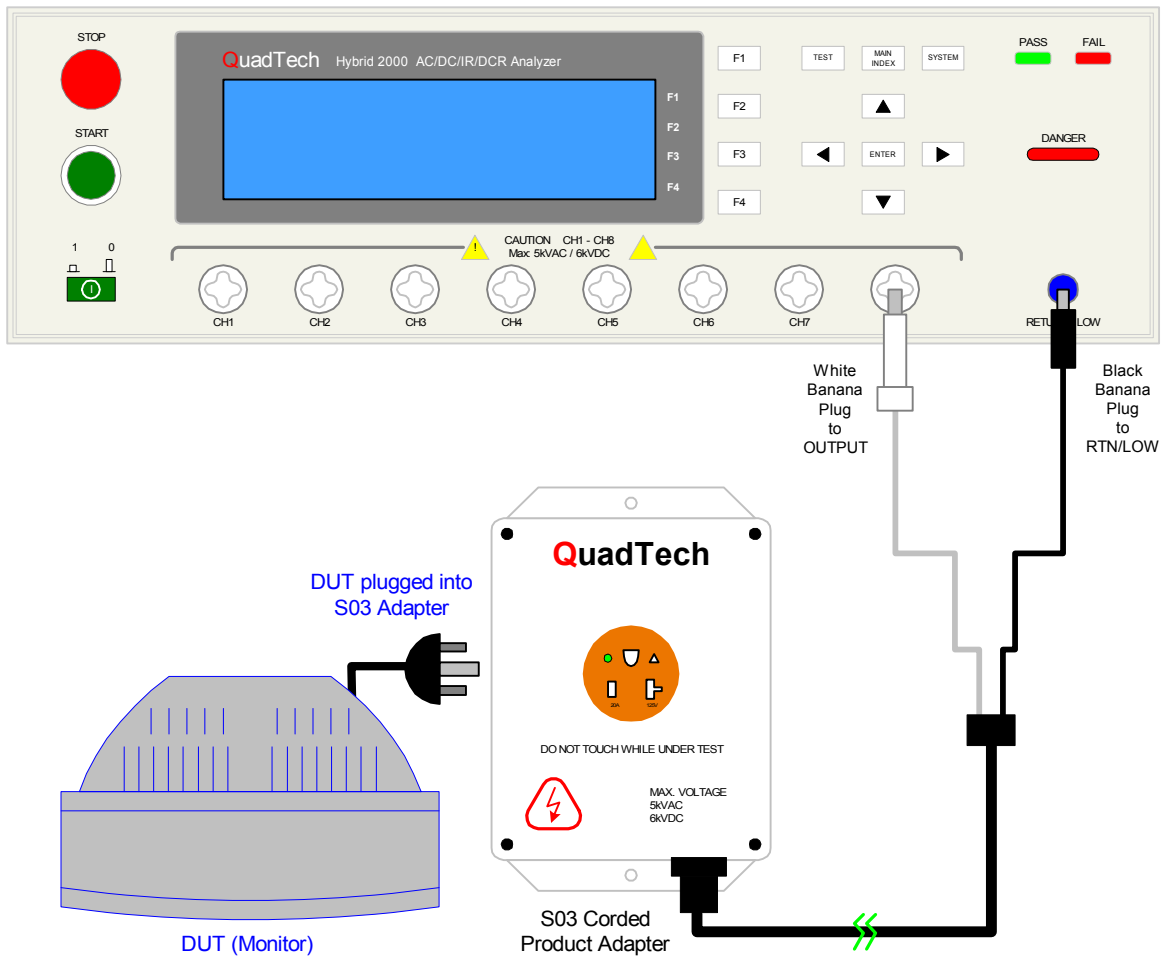 STOP
START
1 0
QuadTech Hybrid 2000 AC/DC/IR/DCR Analyzer
F1
F2
F3
F4
F1
F2
F3
F4
TEST
MAIN
INDEX
SYSTEM
ENTER
PASS
FAIL
DANGER
! CAUTION CH1 - CH8
Max: 5kVAC / 6kVDC
CH1
CH2
CH3
CH4
CH5
CH6
CH7
LOW
White
Banana
Plug
to
OUTPUT
Black
Banana
Plug
to
RTN/LOW
QuadTech
DUT plugged into
S03 Adapter
20A
125V
DO NOT TOUCH WHILE UNDER TEST
MAX. VOLTAGE
5kVAC
6kVDC
S03 Corded
Product Adapter
DUT (Monitor)